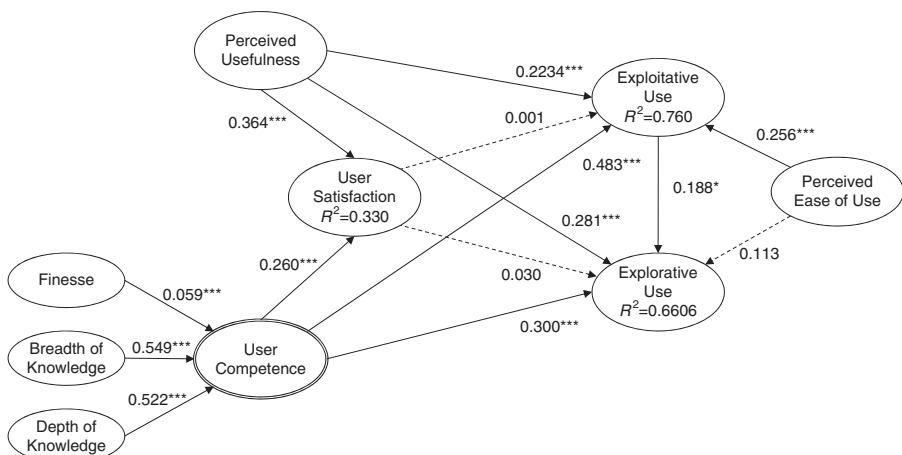 Perceived
Usefulness
0.2234***
Exploitative
Use
R²=0.760
0.001
0.364***
0.256***
0.483***
User
Satisfaction
R²=0.330
0.188*
Perceived
Ease of Use
0.281***
0.260***
0.113
Finesse
0.030
Explorative
Use
R²=0.6606
0.059***
0.300***
Breadth of
Knowledge
0.549***
User
Competence
0.522***
Depth of
Knowledge